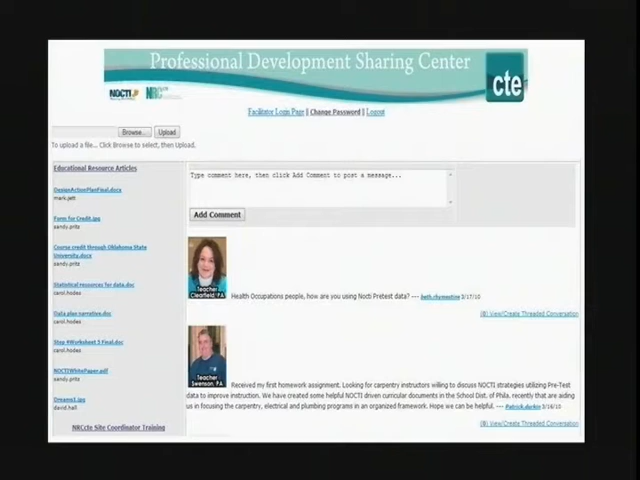 Professional Development Sharing Center
cte
NOCTI
NRCcte
Facilitator Login Page || Change Password || Logout
Browse... Upload
To upload a file... Click Browse to select, then Upload.
Educational Resource Articles
DesignActionPlanFinal.docx
mark.jett
Form for Credit.jpg
sandy.pritz
Course credit through Oklahoma State
University.docx
sandy.pritz
Statistical resources for data.doc
carol.hodes
Data plan narrative.doc
carol.hodes
Step 4Worksheet 5 Final.doc
carol.hodes
NOCTIWhitePaper.pdf
sandy.pritz
Dreams1.jpg
david.hall
NRCcte Site Coordinator Training
Type comment here, then click Add Comment to post a message...
Add Comment
Teacher
Clearfield, PA
Health Occupations people, how are you using Nocti Pretest data? --- 3/17/10
(0) View/Create Threaded Conversation
Teacher
Swenson, PA
Received my first homework assignment. Looking for carpentry instructors willing to discuss NOCTI strategies utilizing Pre-Test
data to improve instruction. We have created some helpful NOCTI driven curricular documents in the School Dist. of Phila. recently that are aiding
us in focusing the carpentry, electrical and plumbing programs in an organized framework. Hope we can be helpful. --- Patrick.durkin 3/16/10
(0) View/Create Threaded Conversation